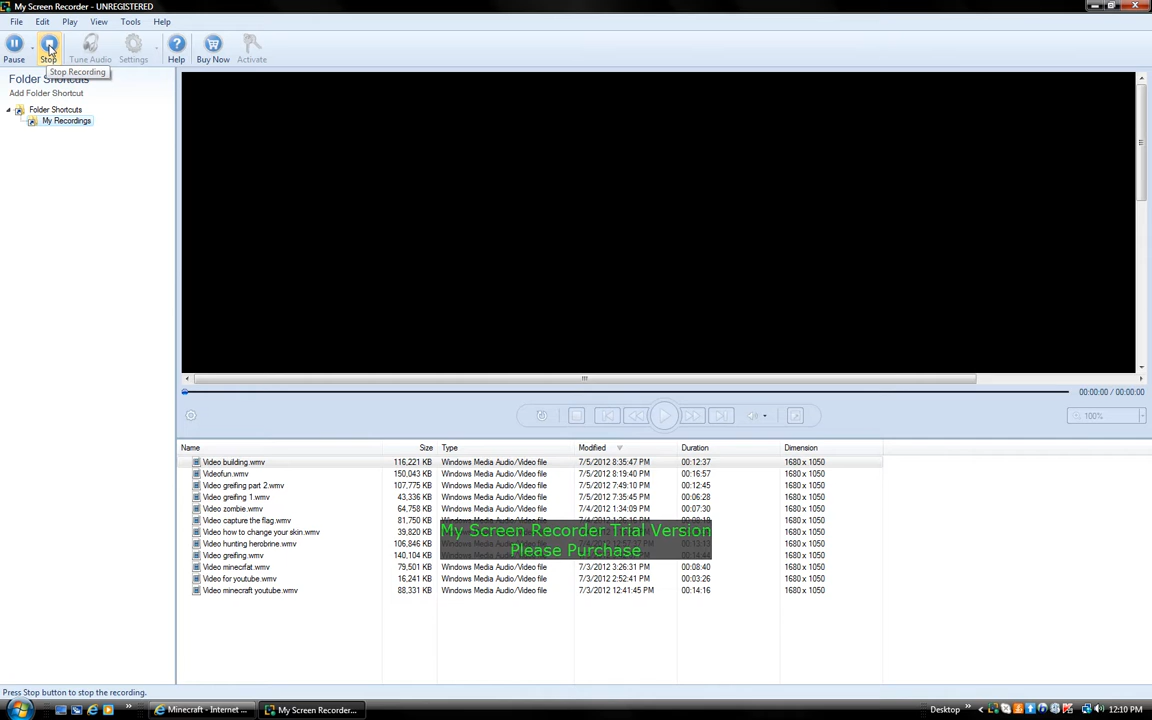 My Screen Recorder - UNREGISTERED
File Edit Play View Tools Help
Pause Stop Tune Audio Settings Help Buy Now Activate
Stop Recording
Folder Shortcuts
Add Folder Shortcut
Folder Shortcuts
My Recordings
00:00:00 / 00:00:00
100%
Name Size Type Modified Duration Dimension
Video building.wmv 116,221 KB Windows Media Audio/Video file 7/5/2012 8:35:47 PM 00:12:37 1680 x 1050
Videofun.wmv 150,043 KB Windows Media Audio/Video file 7/5/2012 8:19:40 PM 00:16:57 1680 x 1050
Video greifing part 2.wmv 107,775 KB Windows Media Audio/Video file 7/5/2012 7:49:10 PM 00:12:45 1680 x 1050
Video greifing 1.wmv 43,336 KB Windows Media Audio/Video file 7/5/2012 7:35:45 PM 00:06:28 1680 x 1050
Video zombie.wmv 64,758 KB Windows Media Audio/Video file 7/4/2012 1:34:09 PM 00:07:30 1680 x 1050
Video capture the flag.wmv 81,750 KB 1680 x 1050
Video how to change your skin.wmv 39,820 KB 1680 x 1050
My Screen Recorder Trial Version
Video hunting herobrine.wmv 106,846 KB 1680 x 1050
Video greifing.wmv 140,104 KB 1680 x 1050
Please Purchase
Video minecrfat.wmv 79,501 KB Windows Media Audio/Video file 7/3/2012 3:26:31 PM 00:08:40 1680 x 1050
Video for youtube.wmv 16,241 KB Windows Media Audio/Video file 7/3/2012 2:52:41 PM 00:03:26 1680 x 1050
Video minecraft youtube.wmv 88,331 KB Windows Media Audio/Video file 7/3/2012 12:41:45 PM 00:14:16 1680 x 1050
Press Stop button to stop the recording.
Minecraft - Internet ... My Screen Recorder... Desktop 12:10 PM